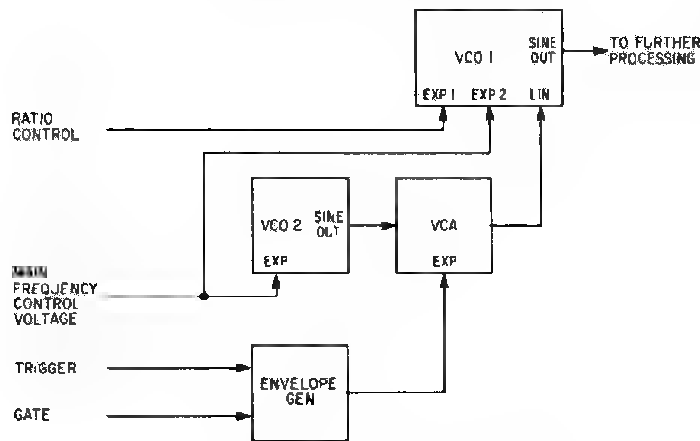 VCO 1
SINE
OUT
EXP 1 EXP 2 LIN
TO FURTHER
PROCESSING
RATIO
CONTROL
VCO 2
SINE
OUT
EXP
VCA
EXP
MAIN
FREQUENCY
CONTROL
VOLTAGE
TRIGGER
GATE
ENVELOPE
GEN